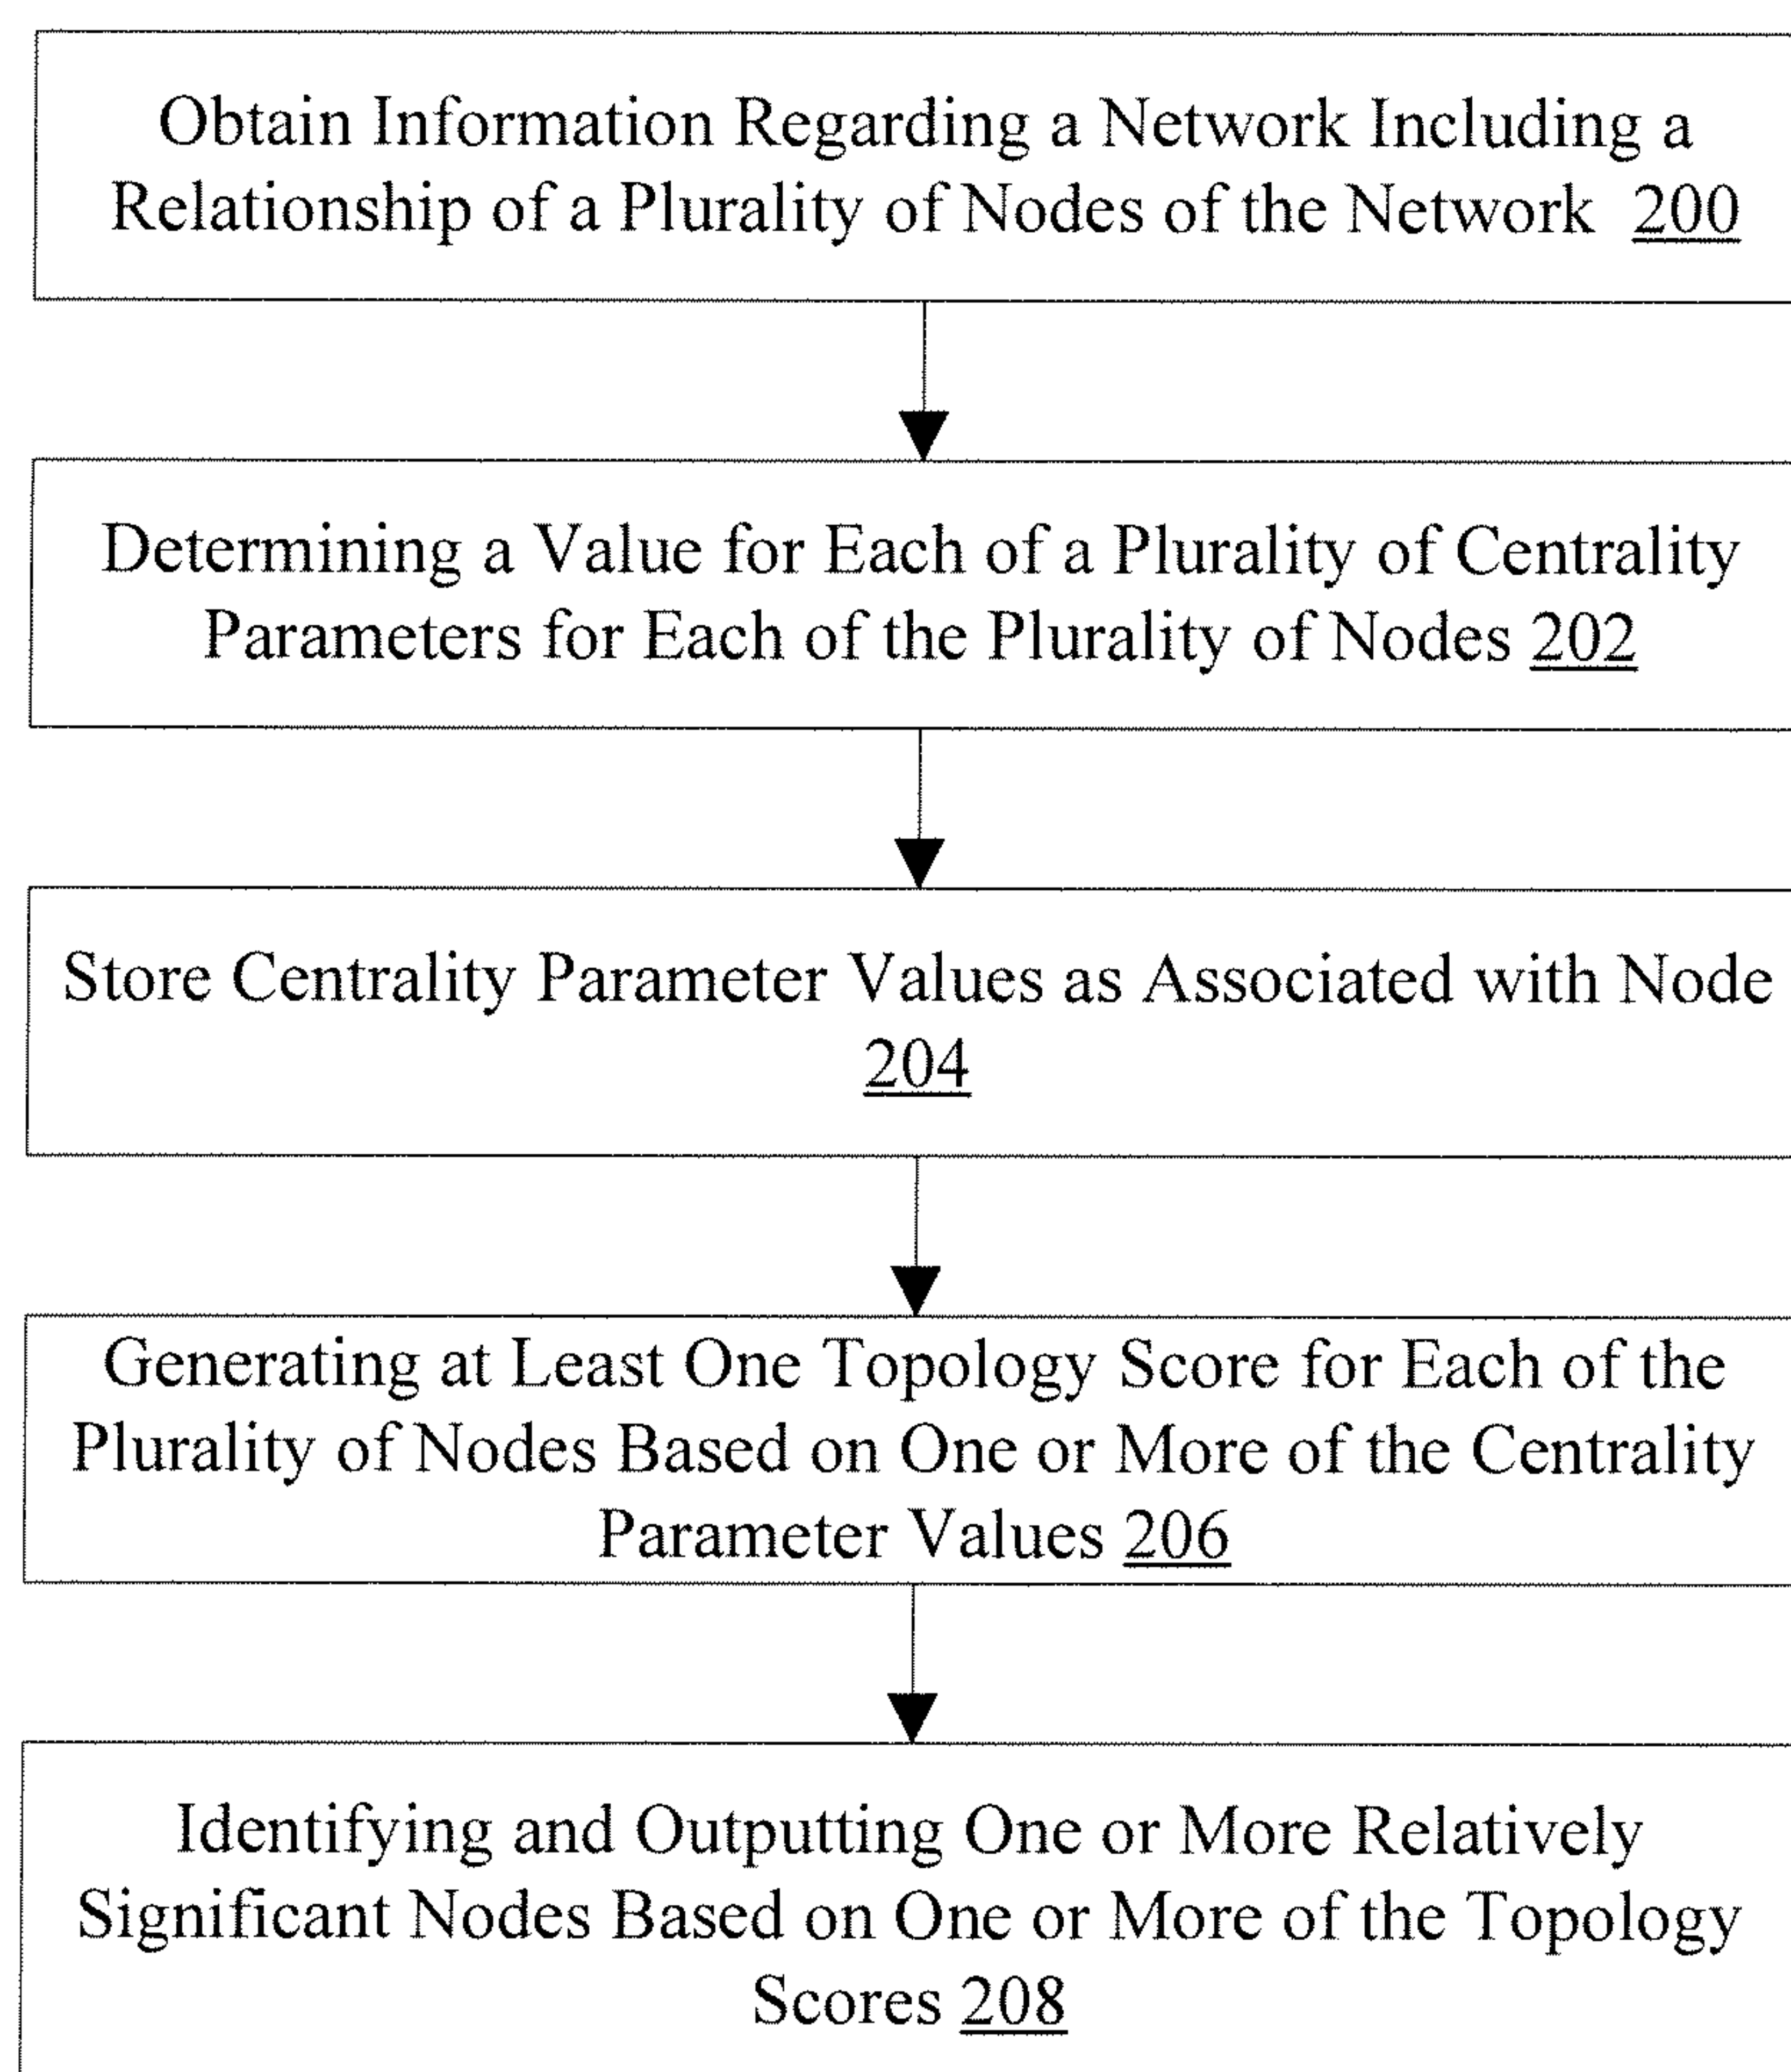 Obtain Information Regarding a Network Including a
Relationship of a Plurality of Nodes of the Network 200
Determining a Value for Each of a Plurality of Centrality
Parameters for Each of the Plurality of Nodes 202
Store Centrality Parameter Values as Associated with Node
204
Generating at Least One Topology Score for Each of the
Plurality of Nodes Based on One or More of the Centrality
Parameter Values 206
Identifying and Outputting One or More Relatively
Significant Nodes Based on One or More of the Topology
Scores 208